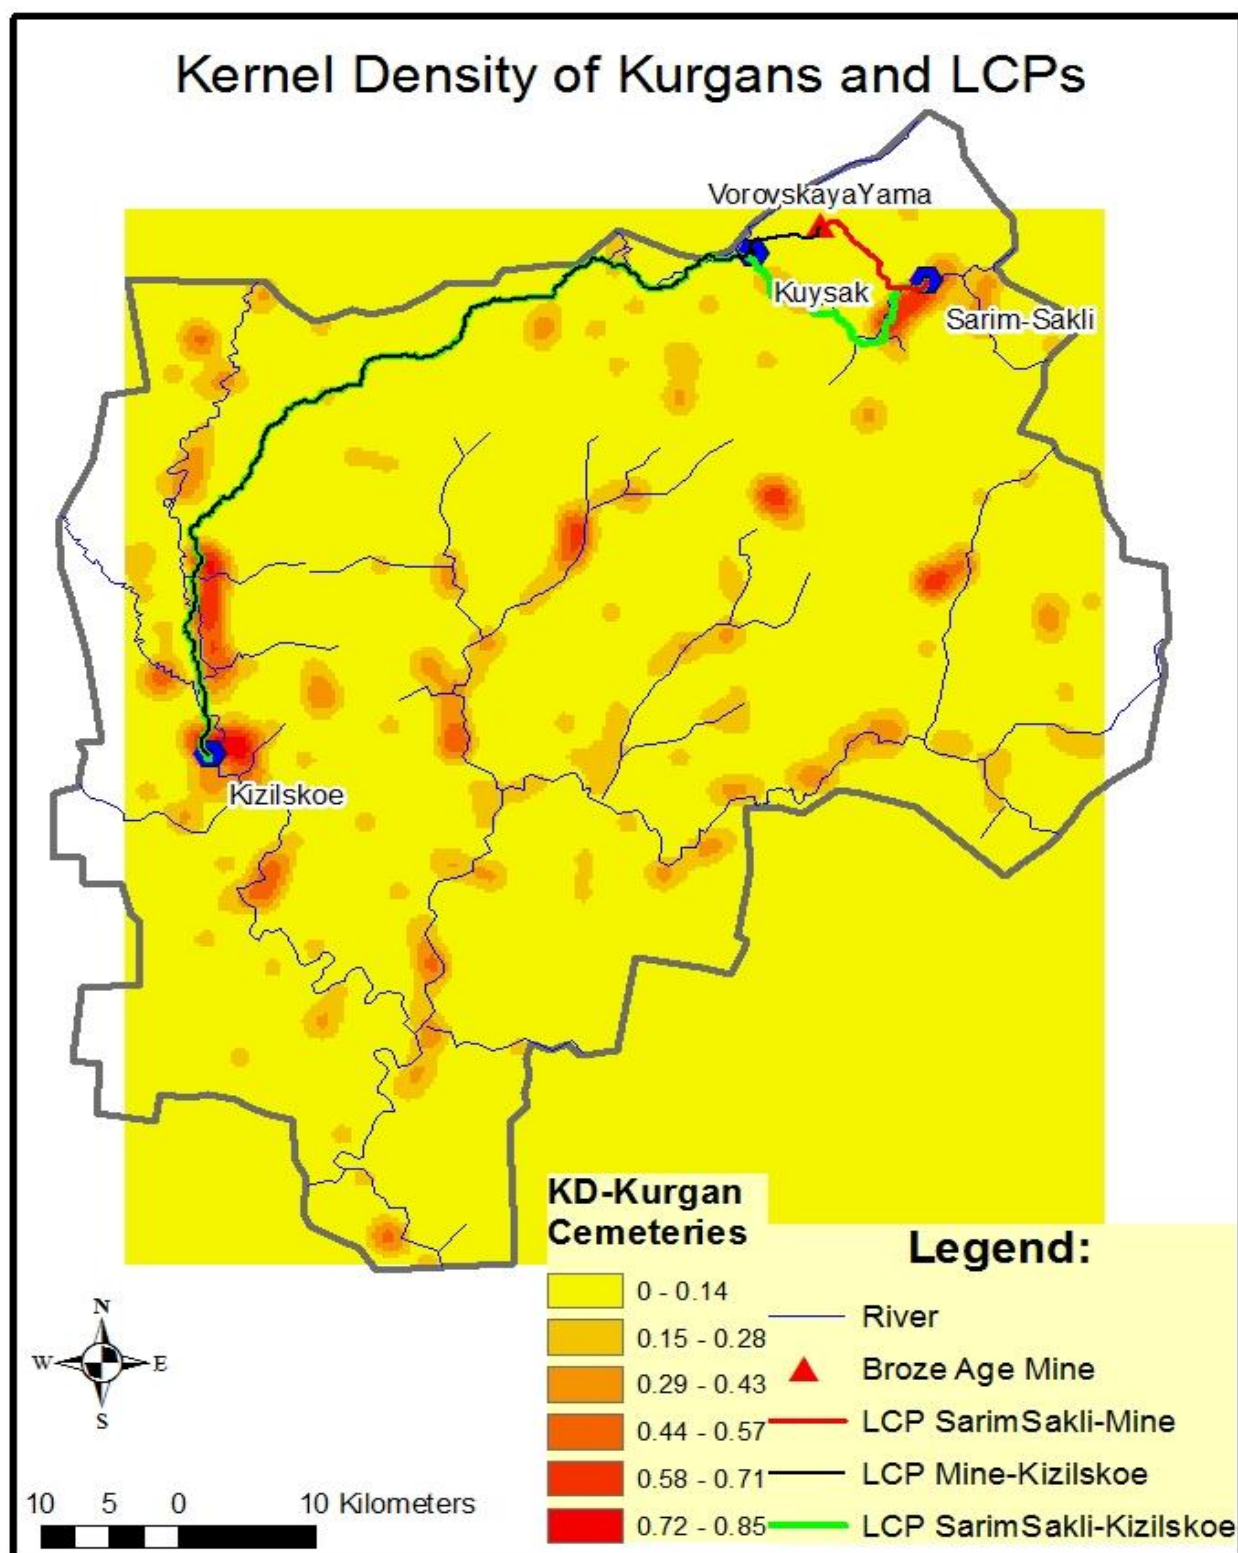 Kernel Density of Kurgans and LCPs
VorovskayaYama
Kuysak
Sarim-Sakli
Kizilskoe
KD-Kurgan
Cemeteries
0 - 0.14
0.15 - 0.28
0.29 - 0.43
0.44 - 0.57
0.58 - 0.71
0.72 - 0.85
Legend:
River
Broze Age Mine
LCP SarimSakli-Mine
LCP Mine-Kizilskoe
LCP SarimSakli-Kizilskoe
N
W E
S
10 5 0 10 Kilometers